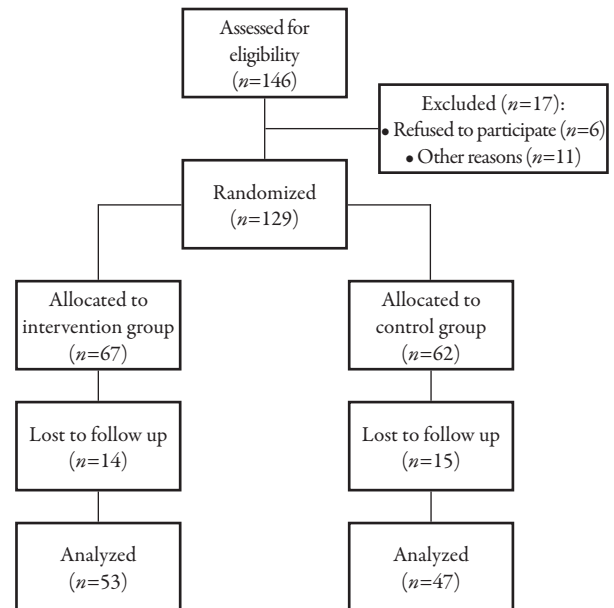 Assessed for
eligibility
(n=146)
Excluded (n=17):
• Refused to participate (n=6)
• Other reasons (n=11)
Randomized
(n=129)
Allocated to
intervention group
(n=67)
Allocated to
control group
(n=62)
Lost to follow up
(n=14)
Lost to follow up
(n=15)
Analyzed
(n=53)
Analyzed
(n=47)